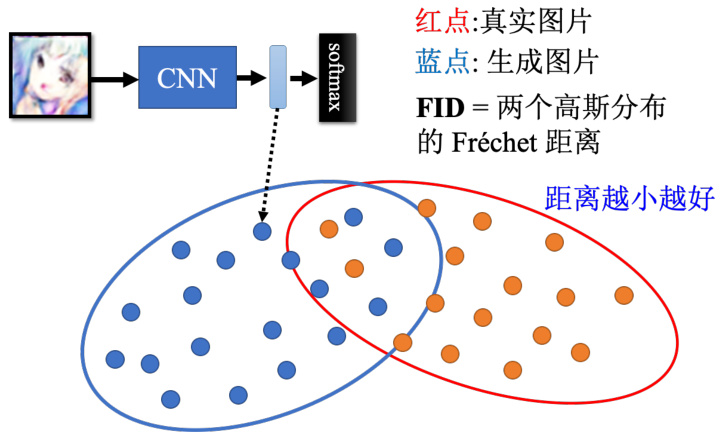 CNN
softmax
红点:真实图片
蓝点: 生成图片
FID = 两个高斯分布
的 Fréchet 距离
距离越小越好